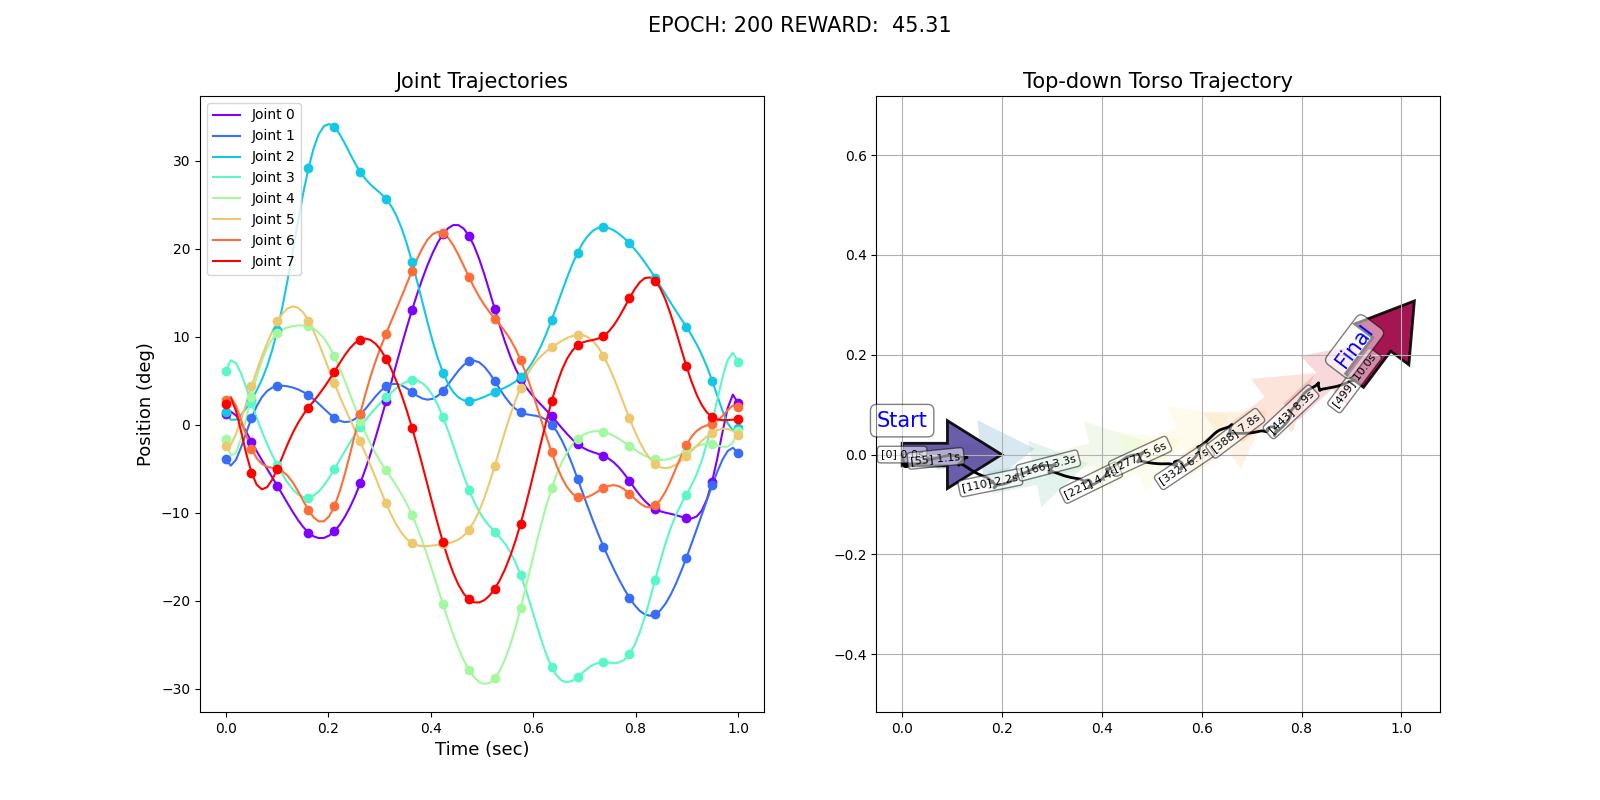 EPOCH: 200 REWARD:  45.31
Joint Trajectories
Joint 0
Joint 1
Joint 2
Joint 3
Joint 4
Joint 5
Joint 6
Joint 7
Position (deg)
30
20
10
0
−10
−20
−30
0.0
0.2
0.4
0.6
0.8
1.0
Time (sec)
Top-down Torso Trajectory
0.6
0.4
0.2
0.0
−0.2
−0.4
0.0
0.2
0.4
0.6
0.8
1.0
Start
[0]
[55] 1.1s
[110] 2.2s
[166] 3.3s
[221] 4.4s
[277] 5.6s
[332] 6.7s
[388] 7.8s
[443] 8.9s
[499] 10.0s
Final